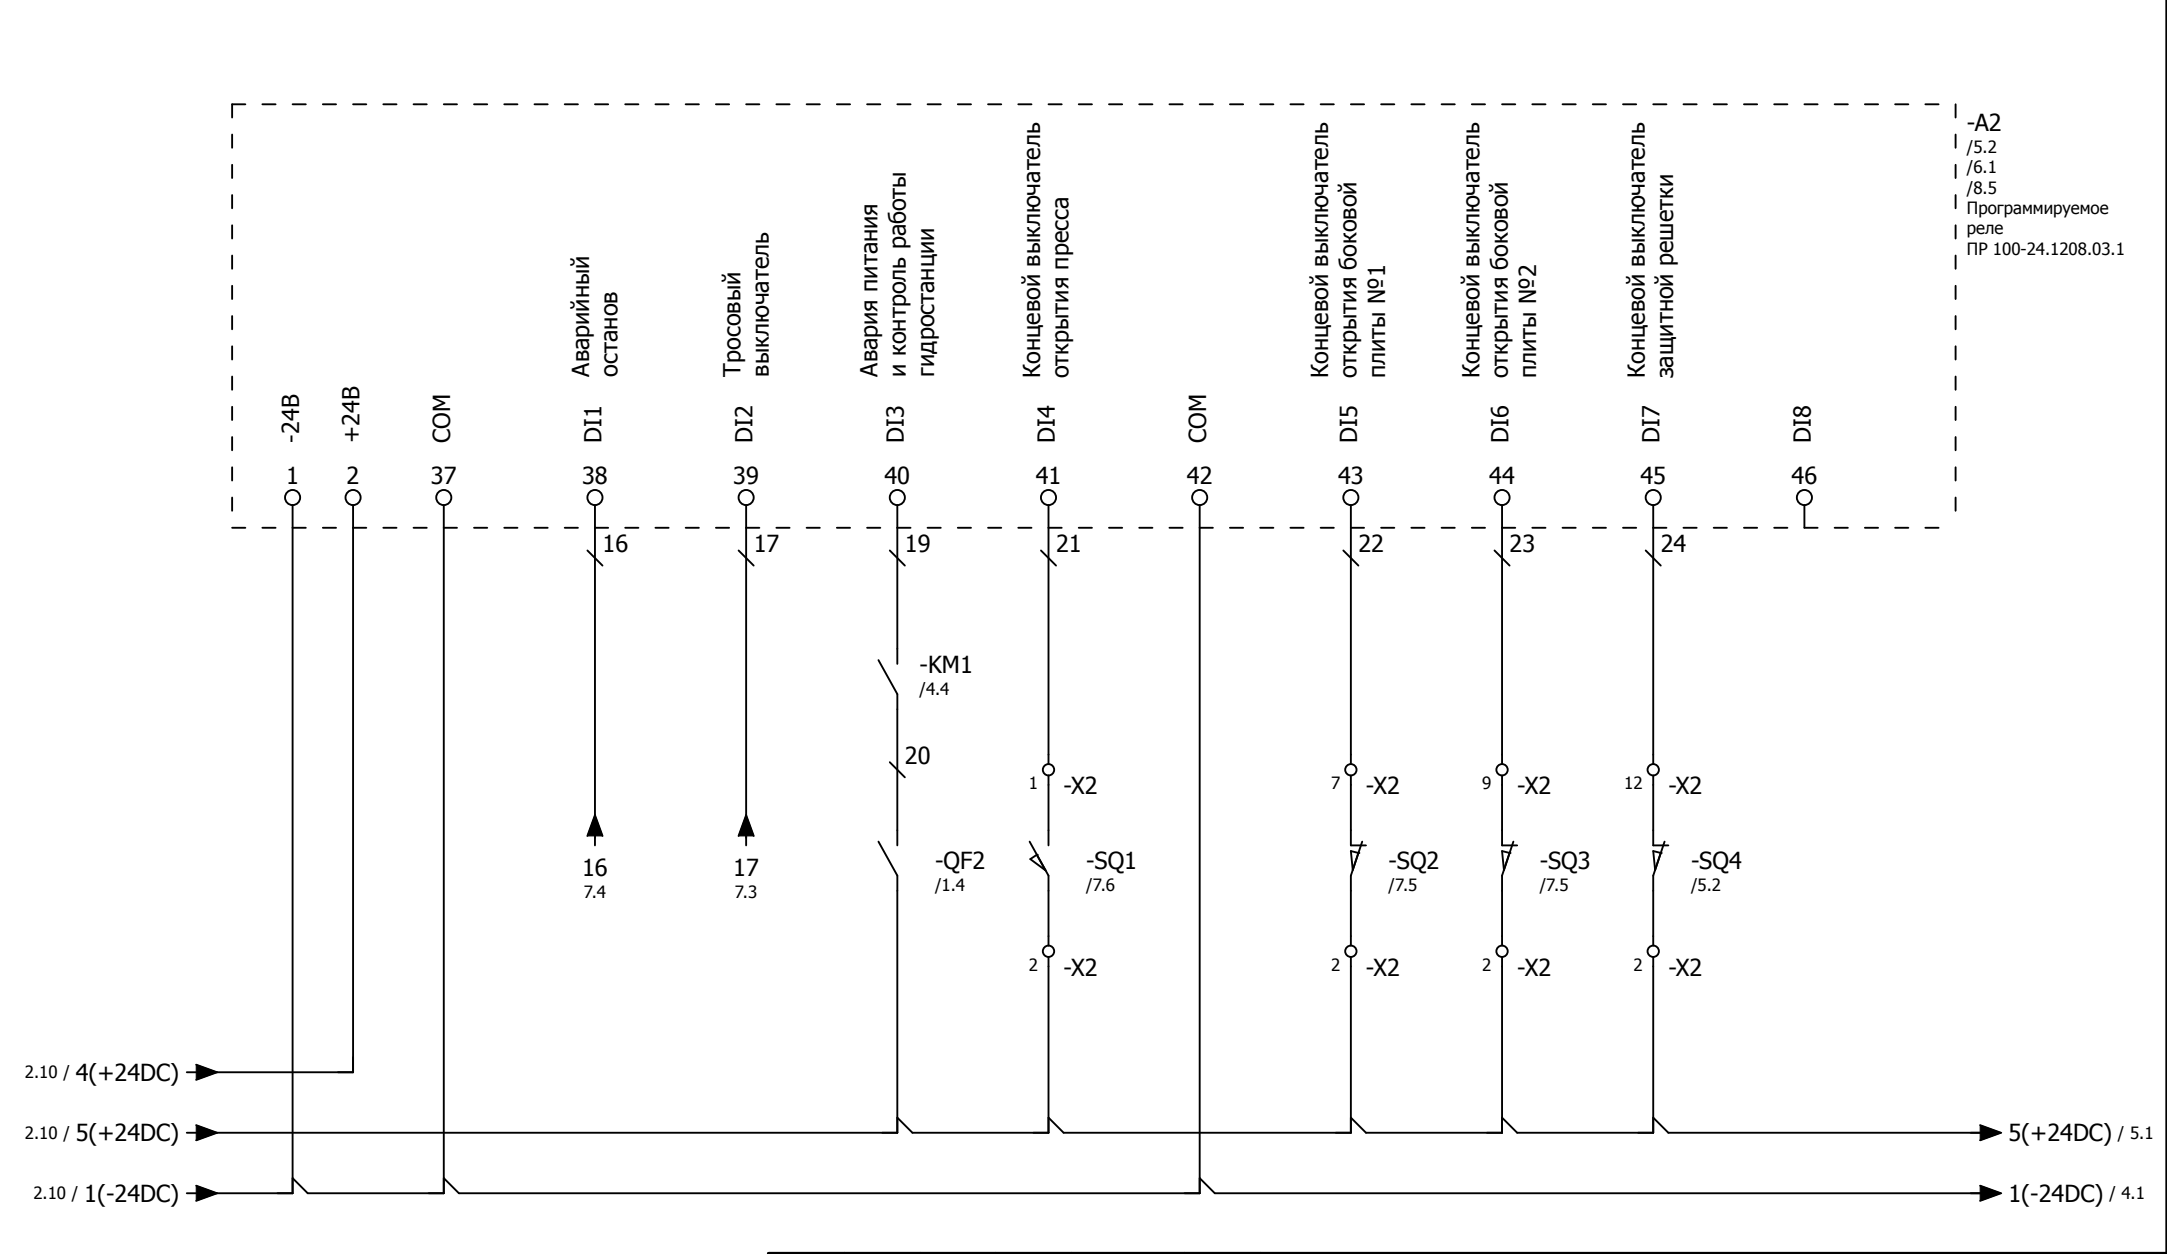 -A2
/5.2
/6.1
/8.5
Программируемое
реле
ПР 100-24.1208.03.1
Аварийный
останов
Тросовый
выключатель
Авария питания
и контроль работы
гидростанции
Концевой выключатель
открытия пресса
Концевой выключатель
открытия боковой
плиты №1
Концевой выключатель
открытия боковой
плиты №2
Концевой выключатель
защитной решетки
-24В
+24В
COM
DI1
DI2
DI3
DI4
COM
DI5
DI6
DI7
DI8
1
2
37
38
39
40
41
42
43
44
45
46
16
17
19
21
22
23
24
-KM1
/4.4
20
1
-X2
7
-X2
9
-X2
12
-X2
16
7.4
17
7.3
-QF2
/1.4
-SQ1
/7.6
-SQ2
/7.5
-SQ3
/7.5
-SQ4
/5.2
2
-X2
2
-X2
2
-X2
2
-X2
2.10 / 4(+24DC)
2.10 / 5(+24DC)
5(+24DC) / 5.1
2.10 / 1(-24DC)
1(-24DC) / 4.1